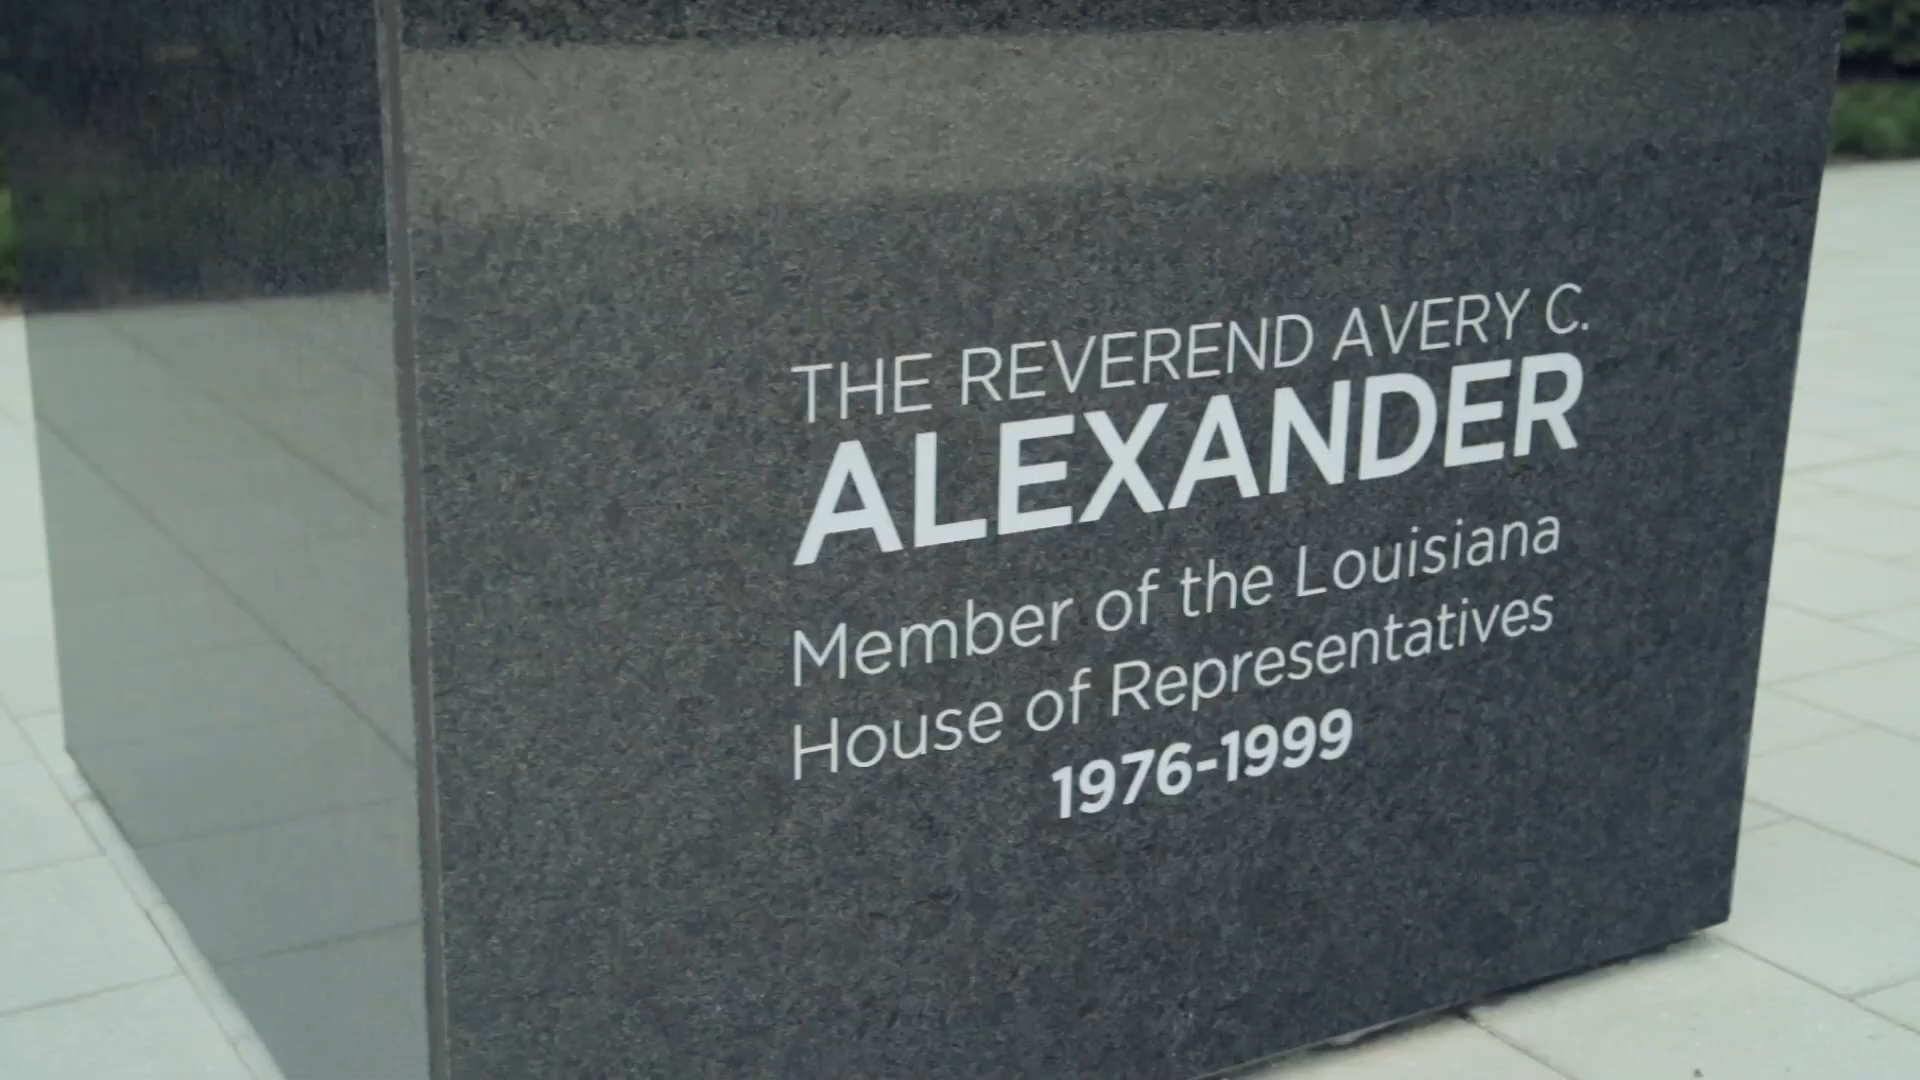 THE REVEREND AVERY C.
ALEXANDER
Member of the Louisiana
House of Representatives
1976-1999